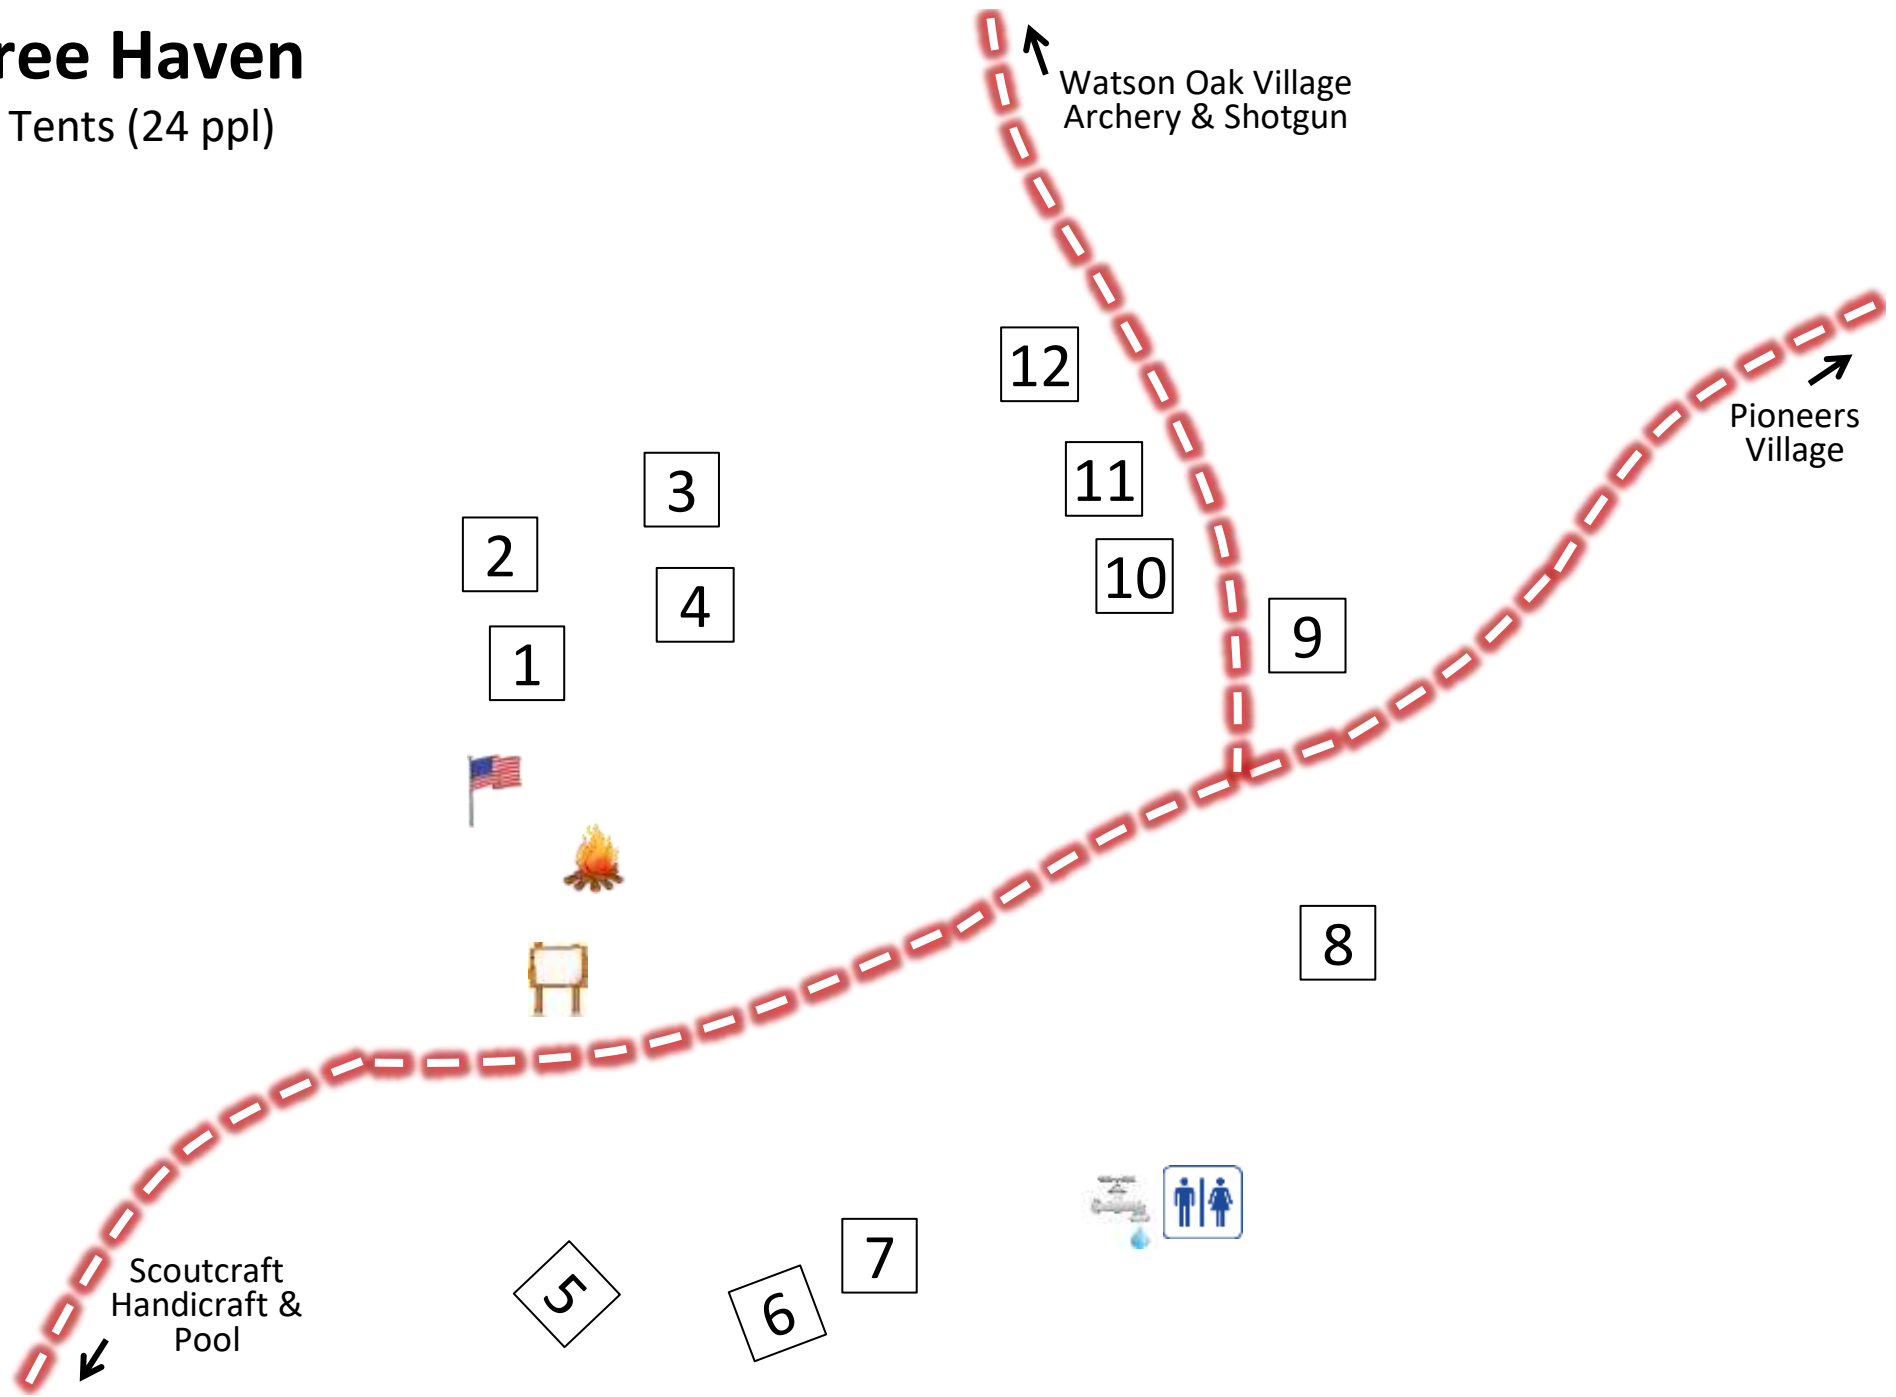 ree Haven
Tents (24 ppl)
Watson Oak Village
Archery & Shotgun
12
Pioneers
Village
3
11
2
10
4
9
1
8
7
5
6
Scoutcraft
Handicraft &
Pool